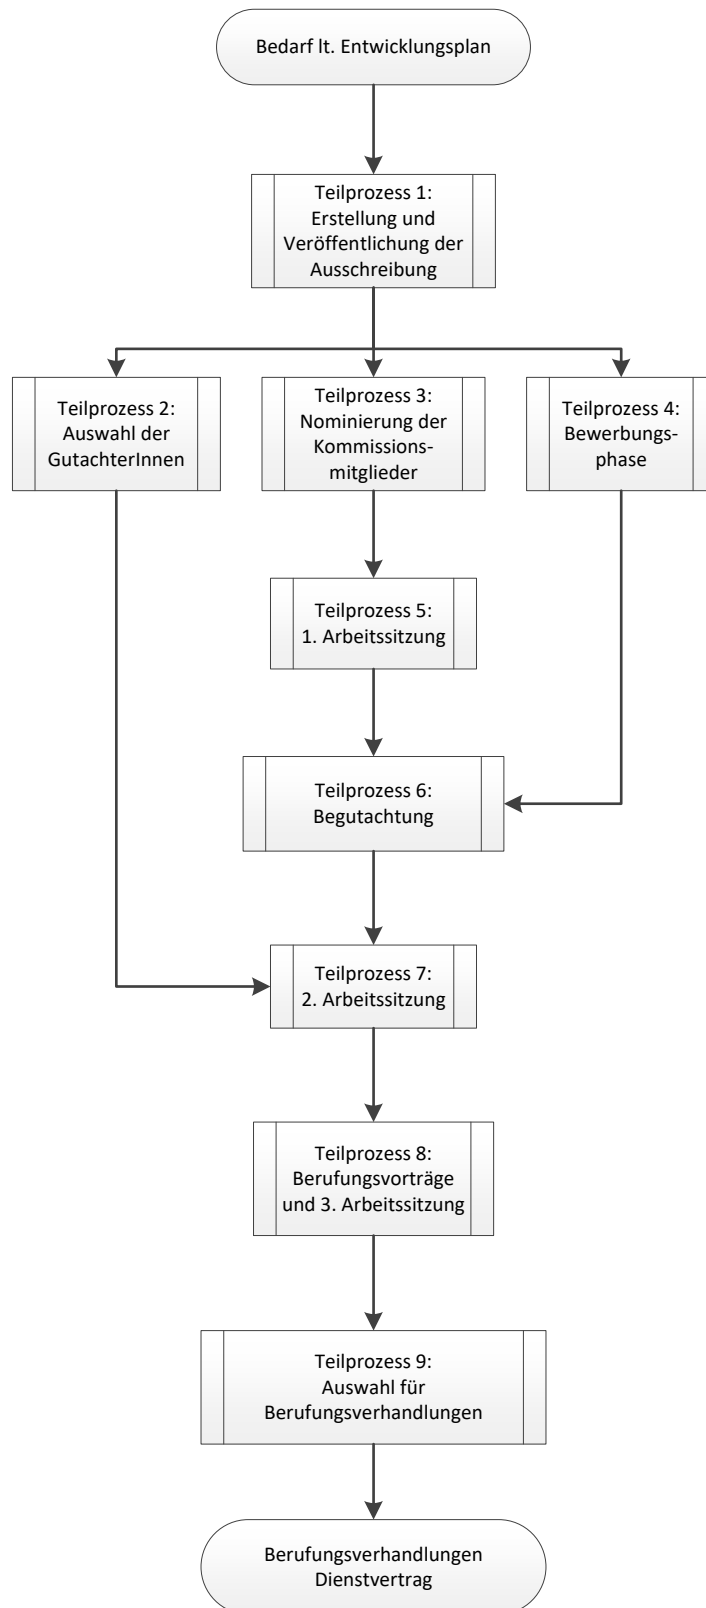 Bedarf lt. Entwicklungsplan
Teilprozess 1:
Erstellung und
Veröffentlichung der
Ausschreibung
Teilprozess 2:
Auswahl der
GutachterInnen
Teilprozess 3:
Nominierung der
Kommissions-
mitglieder
Teilprozess 4:
Bewerbungs-
phase
Teilprozess 5:
1. Arbeitssitzung
Teilprozess 6:
Begutachtung
Teilprozess 7:
2. Arbeitssitzung
Teilprozess 8:
Berufungsvorträge
und 3. Arbeitssitzung
Teilprozess 9:
Auswahl für
Berufungsverhandlungen
Berufungsverhandlungen
Dienstvertrag